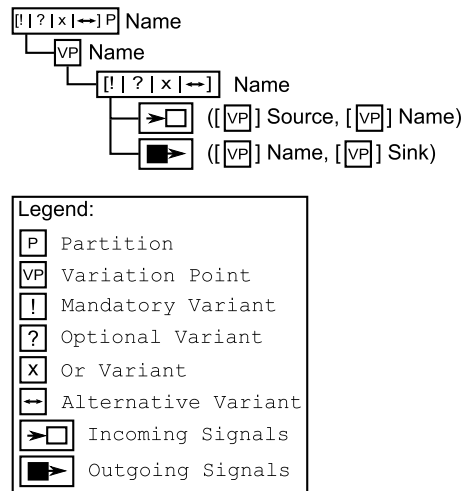 [! | ? | x | ↔] P Name
VP Name
[! | ? | x | ↔] Name
([ VP ] Source, [ VP ] Name)
([ VP ] Name, [ VP ] Sink)
Legend:
P Partition
VP Variation Point
! Mandatory Variant
? Optional Variant
x Or Variant
↔ Alternative Variant
Incoming Signals
Outgoing Signals